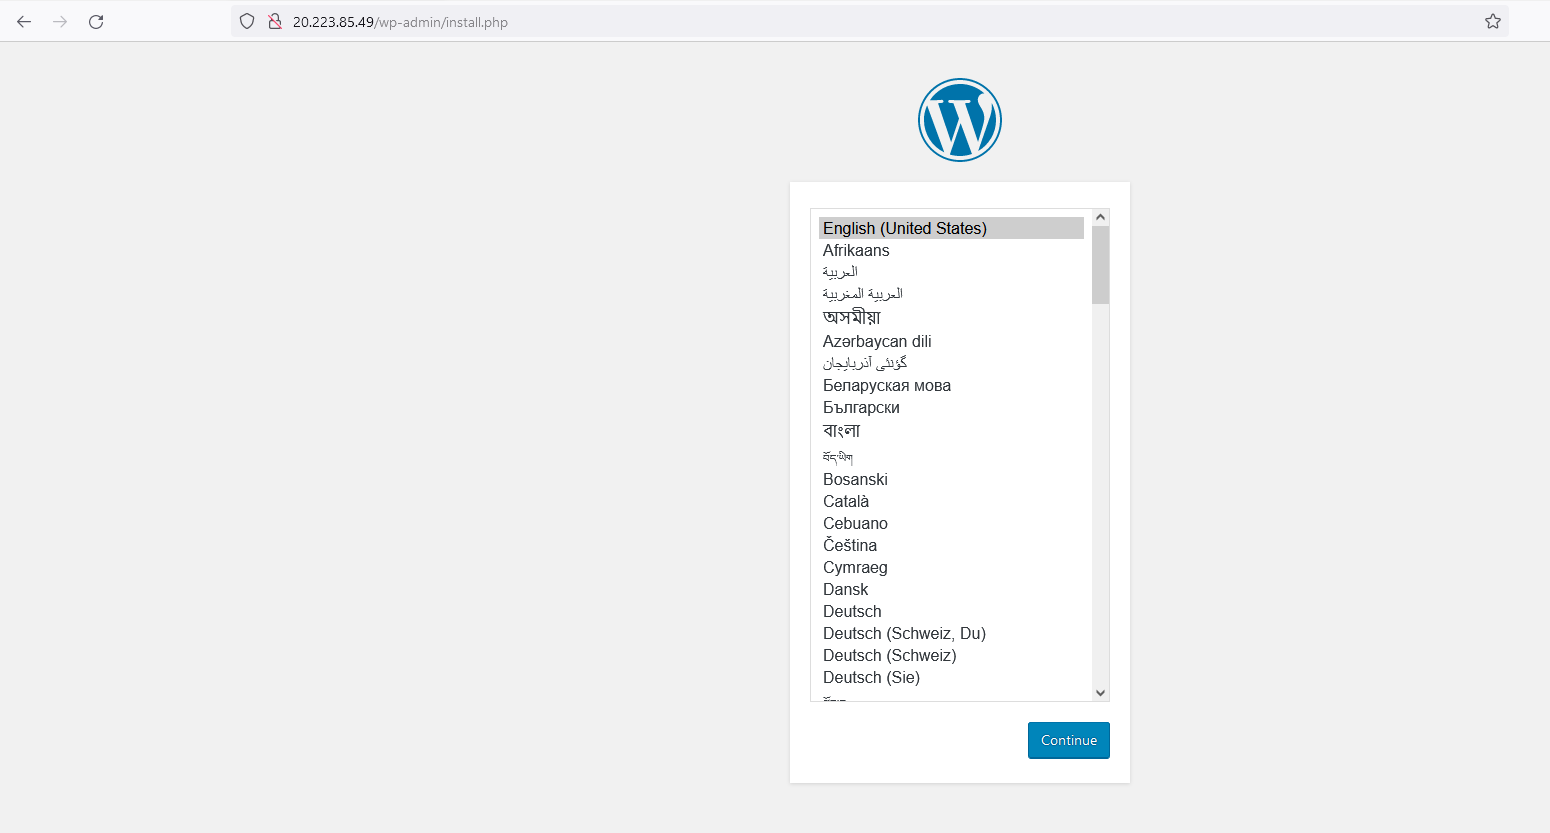 20.223.85.49/wp-admin/install.php
English (United States)
Afrikaans
العربية
العربية المغربية
অসমীয়া
Azərbaycan dili
گؤنئی آذربایجان
Беларуская мова
Български
বাংলা
བོད་ཡིག
Bosanski
Català
Cebuano
Čeština
Cymraeg
Dansk
Deutsch
Deutsch (Schweiz, Du)
Deutsch (Schweiz)
Deutsch (Sie)
Continue